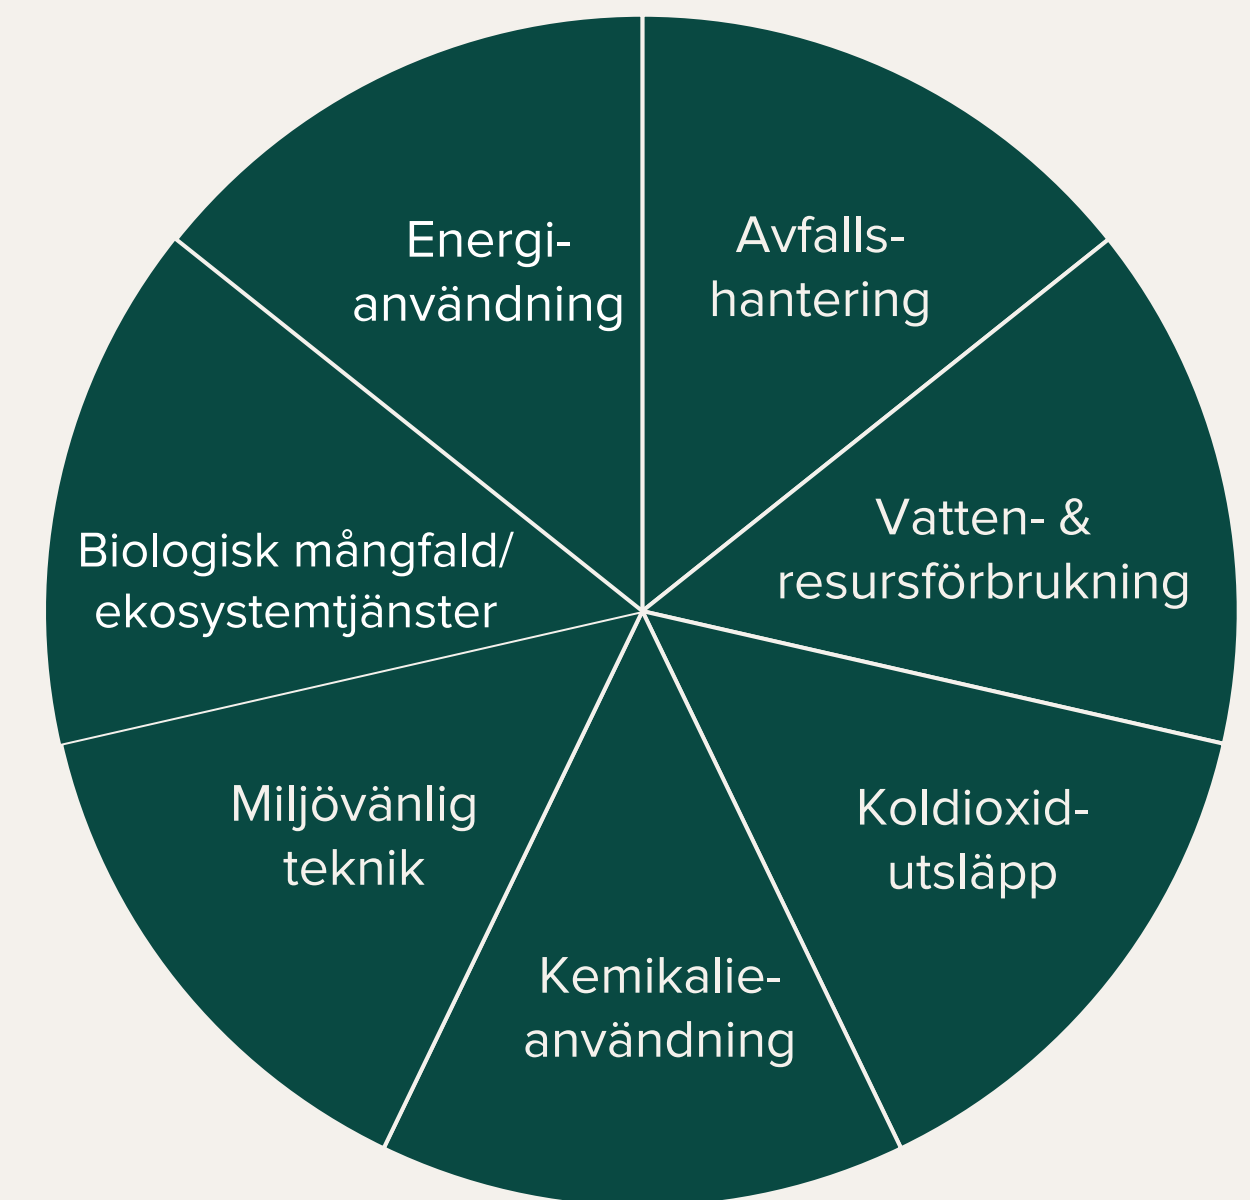 Energi-
användning
Avfalls-
hantering
Vatten- &
resursförbrukning
Koldioxid-
utsläpp
Kemikalie-
användning
Miljövänlig
teknik
Biologisk mångfald/
ekosystemtjänster